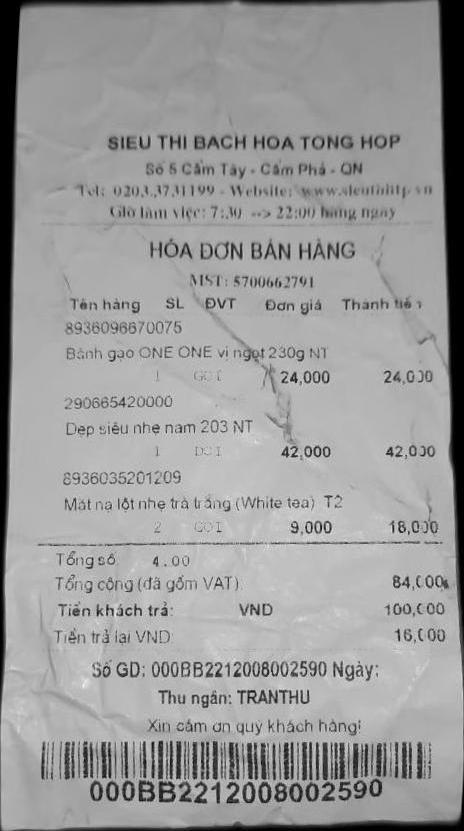 SIEU THI BACH HOA TONG HOP
Số 5 Cẩm Tây - Cẩm Phả - QN
Tel: 0203.3731199 - Website: www.sieuthiltp.vn
Giờ làm việc: 7:30 --> 22:00 hàng ngày
HÓA ĐƠN BÁN HÀNG
MST: 5700662791
Tên hàng SL ĐVT Đơn giá Thành tiền
8936096670075
Bánh gạo ONE ONE vị ngọt 230g NT
1 GOI 24,000 24,000
290665420000
Dep siêu nhẹ nam 203 NT
1 DOI 42,000 42,000
8936035201209
Mát nạ lột nhẹ trà trắng (White tea) T2
2 GOI 9,000 18,000
Tổng số 4.00
Tổng cộng (đã gồm VAT): 84,000
Tiền khách trả: VND 100,000
Tiền trả lại VND: 16,000
Số GD: 000BB2212008002590 Ngày:
Thu ngân: TRANTHU
Xin cảm ơn quý khách hàng!
000BB2212008002590